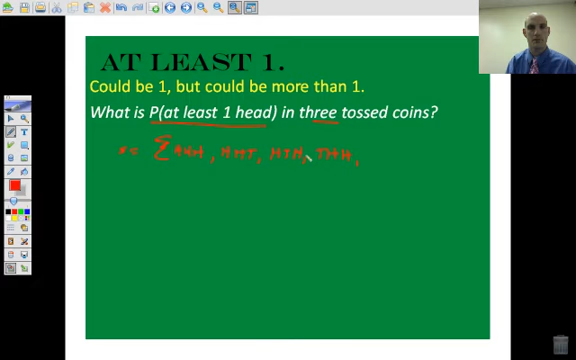 AT LEAST 1.
Could be 1, but could be more than 1.
What is P(at least 1 head) in three tossed coins?
= { HHH, HHT, HTH, THH,